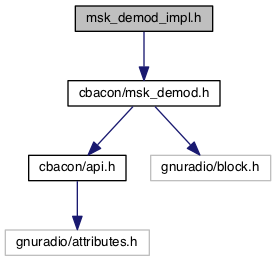 msk_demod_impl.h
cbacon/msk_demod.h
cbacon/api.h
gnuradio/block.h
gnuradio/attributes.h